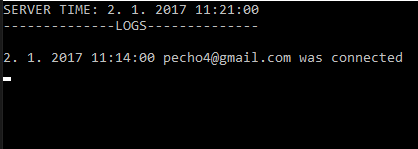 SERVER TIME: 2. 1. 2017 11:21:00
--------------LOGS--------------
2. 1. 2017 11:14:00 pecho4@gmail.com was connected